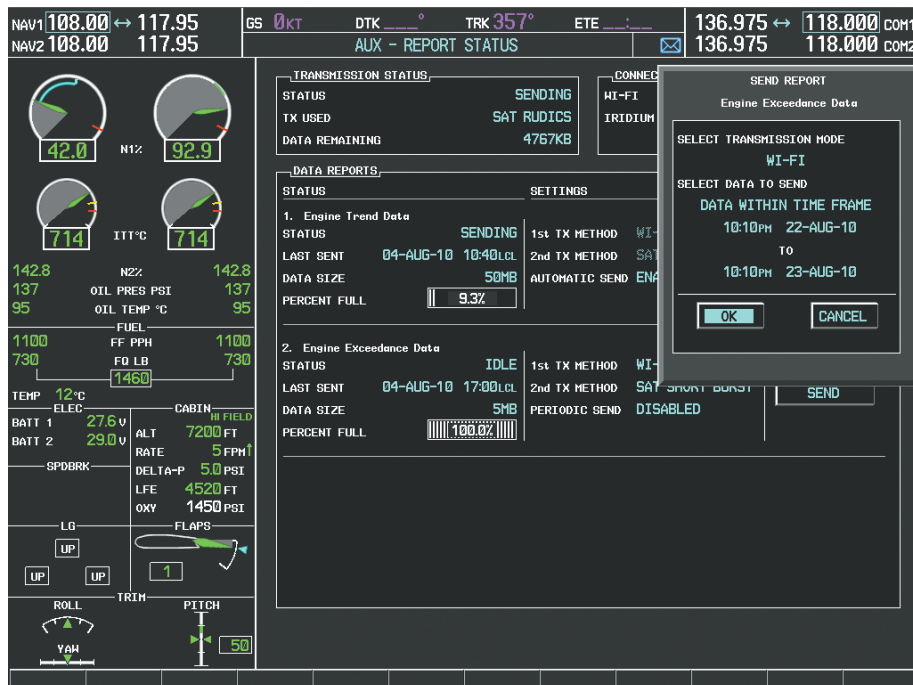 NAV1 108.00 ↔ 117.95
NAV2 108.00 117.95
GS 0KT DTK ___° TRK 357° ETE __:__
AUX - REPORT STATUS
136.975 ↔ 118.000 COM1
136.975 118.000 COM2
42.0 N1% 92.9
714 ITT°C 714
142.8 N2% 142.8
137 OIL PRES PSI 137
95 OIL TEMP °C 95
FUEL
1100 FF PPH 1100
730 FQ LB 730
1460
TEMP 12°C
ELEC
BATT 1 27.6 V
BATT 2 29.0 V
SPDBRK
CABIN
HI FIELD
ALT 7200 FT
RATE 5 FPM↑
DELTA-P 5.0 PSI
LFE 4520 FT
OXY 1450 PSI
LG
UP
UP UP
FLAPS
1
TRIM
ROLL PITCH
YAW
50
TRANSMISSION STATUS
STATUS SENDING
TX USED SAT RUDICS
DATA REMAINING 4767KB
CONNEC
WI-FI
IRIDIUM
DATA REPORTS
STATUS SETTINGS
1. Engine Trend Data
STATUS SENDING
LAST SENT 04-AUG-10 10:40LCL
DATA SIZE 50MB
PERCENT FULL 9.3%
1st TX METHOD WI-
2nd TX METHOD SAT
AUTOMATIC SEND ENA
2. Engine Exceedance Data
STATUS IDLE
LAST SENT 04-AUG-10 17:00LCL
DATA SIZE 5MB
PERCENT FULL 100.0%
1st TX METHOD WI-
2nd TX METHOD SAT SHORT BURST
PERIODIC SEND DISABLED
SEND
SEND REPORT
Engine Exceedance Data
SELECT TRANSMISSION MODE
WI-FI
SELECT DATA TO SEND
DATA WITHIN TIME FRAME
10:10PM 22-AUG-10
TO
10:10PM 23-AUG-10
OK CANCEL